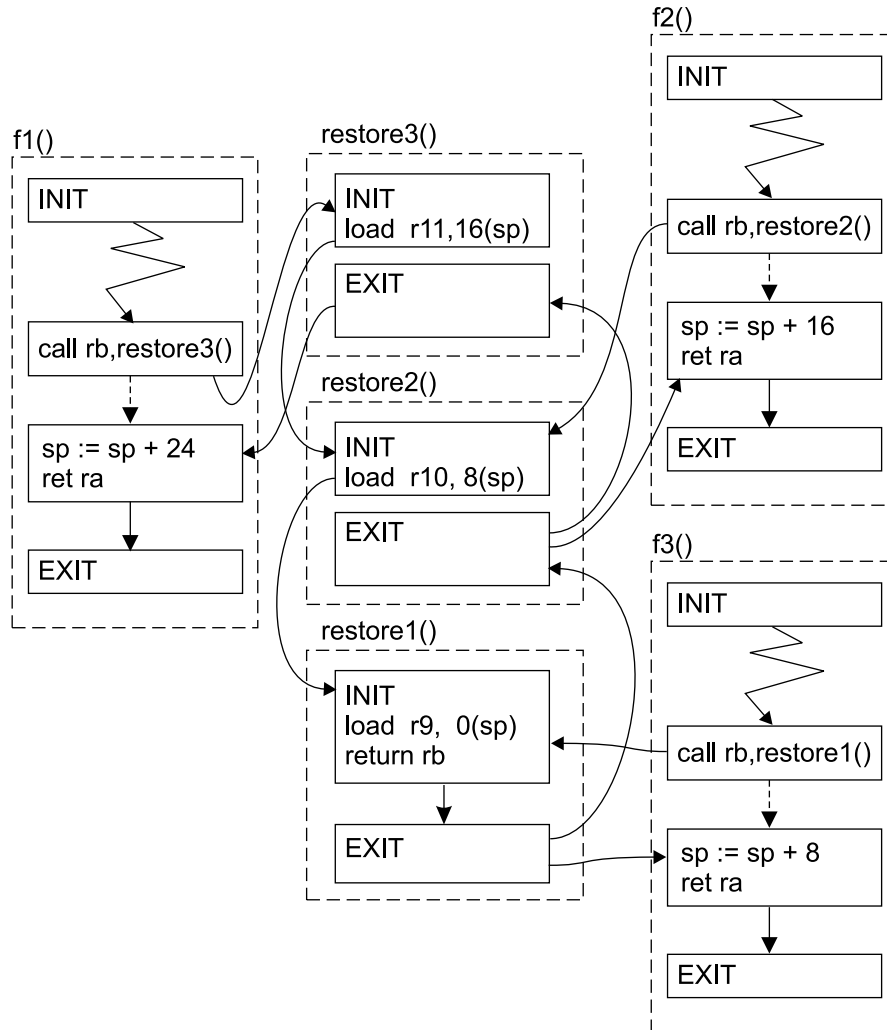 f1()
INIT
call rb,restore3()
sp := sp + 24
ret ra
EXIT
restore3()
INIT
load r11,16(sp)
EXIT
restore2()
INIT
load r10, 8(sp)
EXIT
restore1()
INIT
load r9, 0(sp)
return rb
EXIT
f2()
INIT
call rb,restore2()
sp := sp + 16
ret ra
EXIT
f3()
INIT
call rb,restore1()
sp := sp + 8
ret ra
EXIT